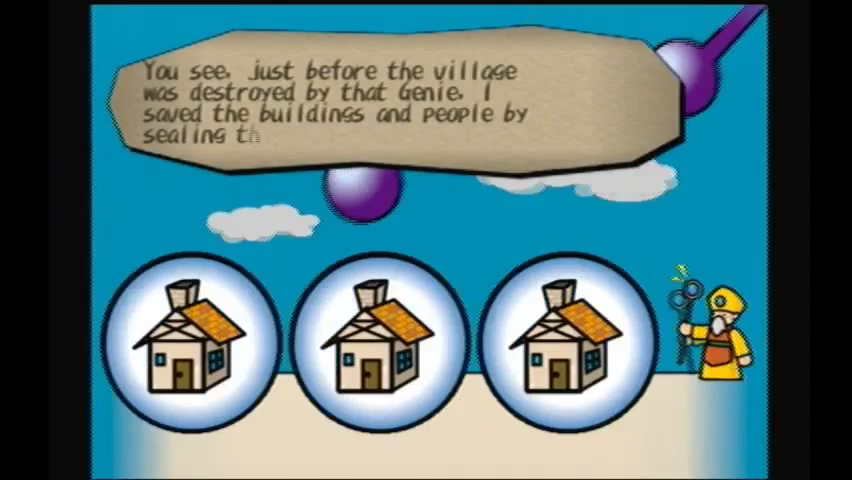 You see, just before the village
was destroyed by that Genie, I
saved the buildings and people by
sealing th